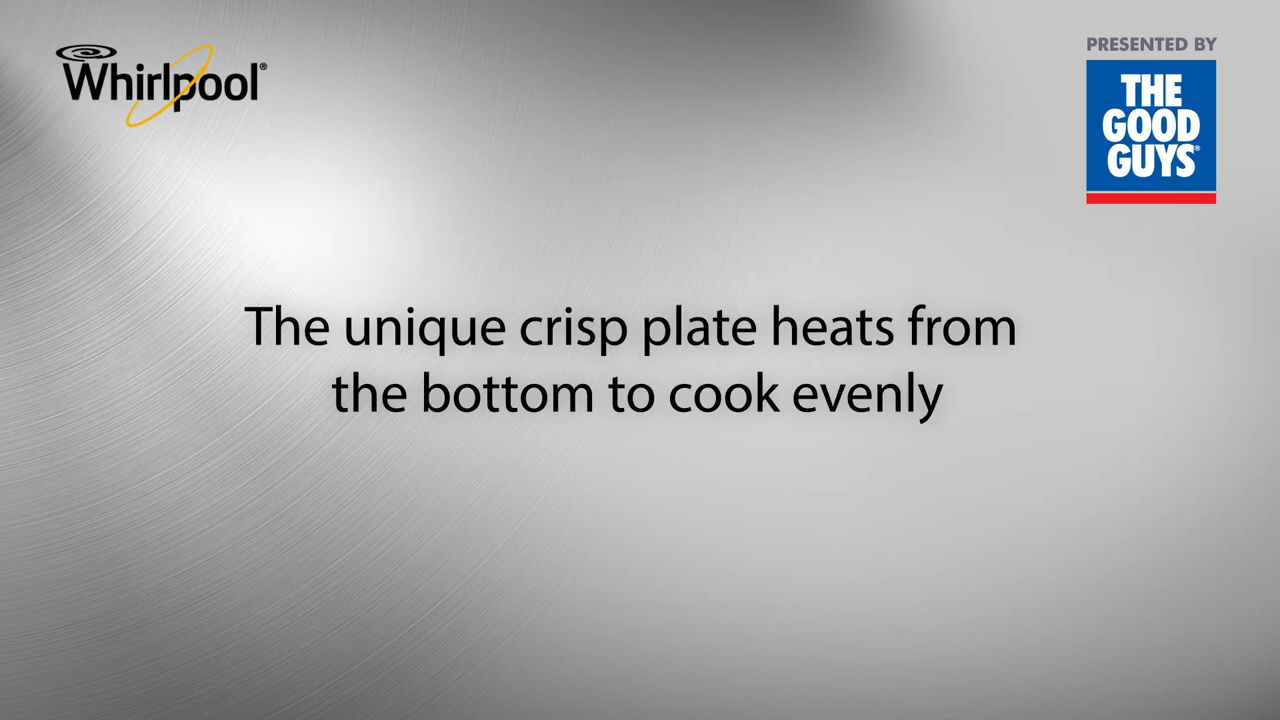 Whirlpool®
PRESENTED BY
THE
GOOD
GUYS®
The unique crisp plate heats from
the bottom to cook evenly